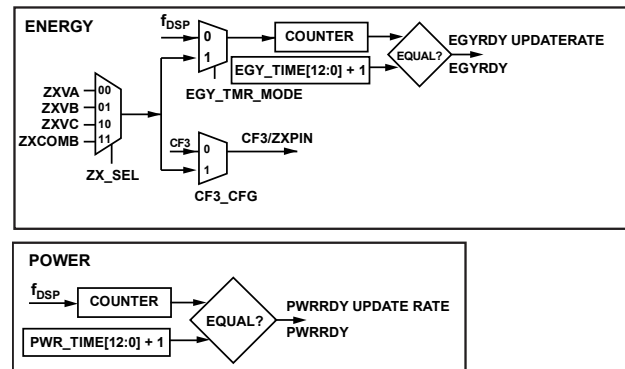 ENERGY
fDSP
0
1
COUNTER
EGY_TIME[12:0] + 1
EQUAL?
EGYRDY UPDATERATE
EGYRDY
EGY_TMR_MODE
ZXVA
ZXVB
ZXVC
ZXCOMB
00
01
10
11
ZX_SEL
CF3
0
1
CF3/ZXPIN
CF3_CFG
POWER
fDSP
COUNTER
PWR_TIME[12:0] + 1
EQUAL?
PWRRDY UPDATE RATE
PWRRDY